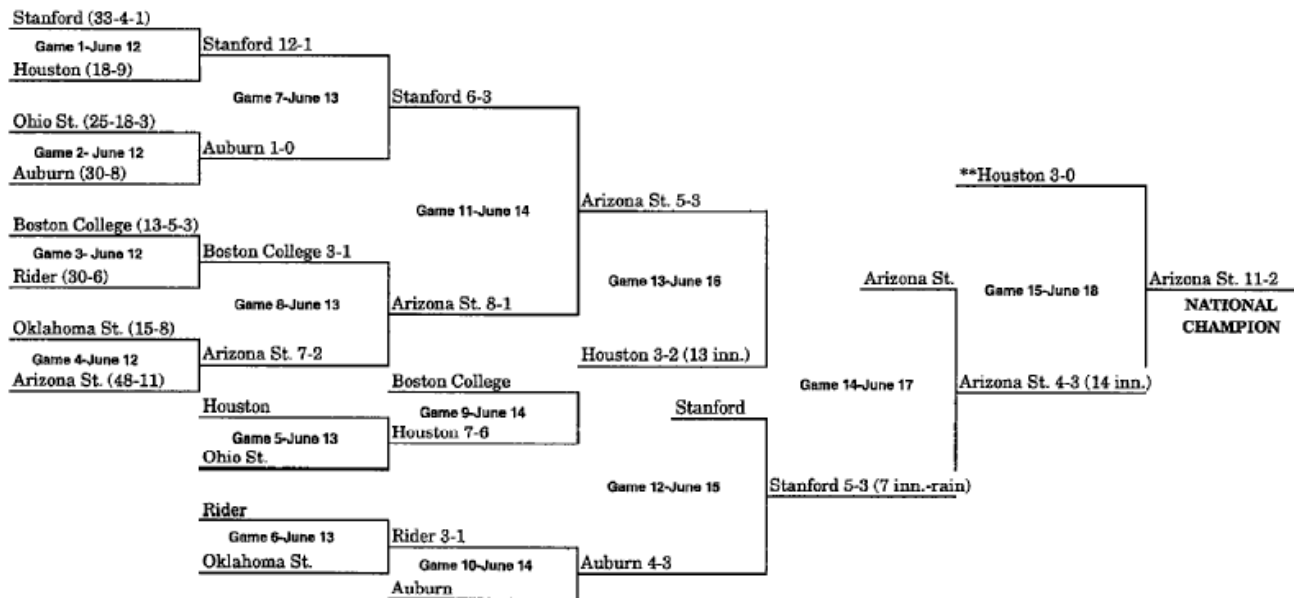 Stanford (33-4-1)
Game 1-June 12
Houston (18-9)
Stanford 12-1
Game 7-June 13
Ohio St. (25-18-3)
Game 2- June 12
Auburn (30-8)
Auburn 1-0
Stanford 6-3
Game 11-June 14
Boston College (13-5-3)
Game 3- June 12
Rider (30-6)
Boston College 3-1
Game 8-June 13
Oklahoma St. (15-8)
Game 4-June 12
Arizona St. (48-11)
Arizona St. 7-2
Arizona St. 8-1
Arizona St. 5-3
Game 13-June 16
Houston 3-2 (13 inn.)
Houston
Game 5-June 13
Ohio St.
Boston College
Game 9-June 14
Houston 7-6
Rider
Game 6-June 13
Oklahoma St.
Rider 3-1
Game 10-June 14
Auburn
Stanford
Game 12-June 15
Auburn 4-3
Arizona St.
Game 14-June 17
Stanford 5-3 (7 inn.-rain)
**Houston 3-0
Game 15-June 18
Arizona St. 4-3 (14 inn.)
Arizona St. 11-2
NATIONAL
CHAMPION